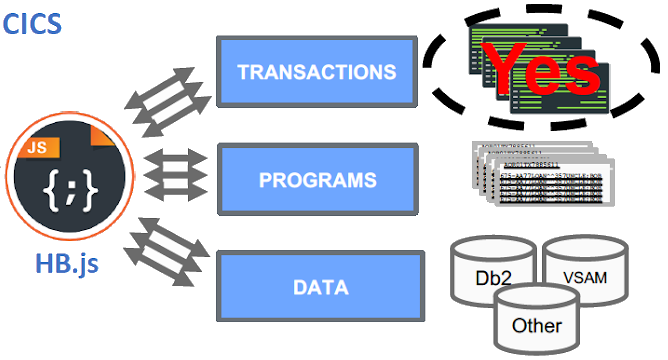 CICS
TRANSACTIONS
Yes
JS
{;}
HB.js
PROGRAMS
DATA
Db2
VSAM
Other